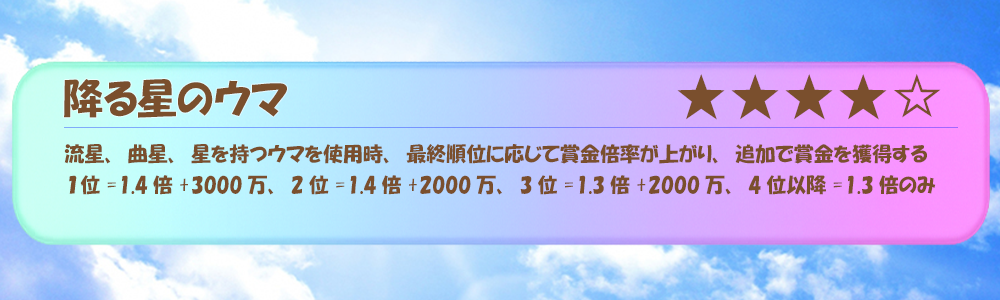 降る星のウマ ★★★★☆
流星、曲星、星を持つウマを使用時、最終順位に応じて賞金倍率が上がり、追加で賞金を獲得する
1位=1.4倍+3000万、2位=1.4倍+2000万、3位=1.3倍+2000万、4位以降=1.3倍のみ